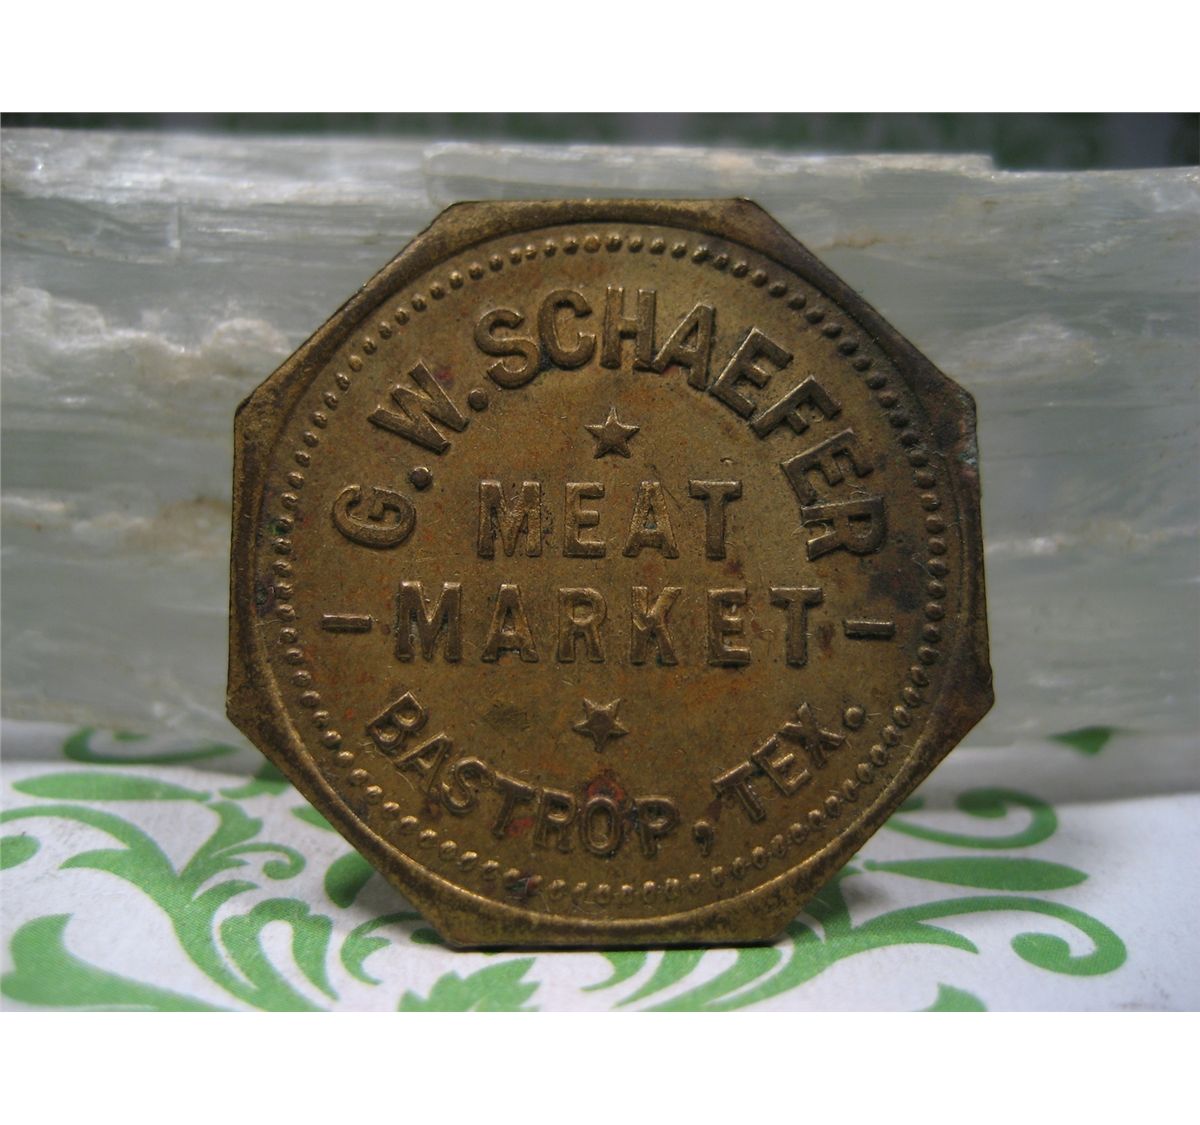 G. W. SCHAEFER
MEAT
- MARKET -
BASTROP, TEX.